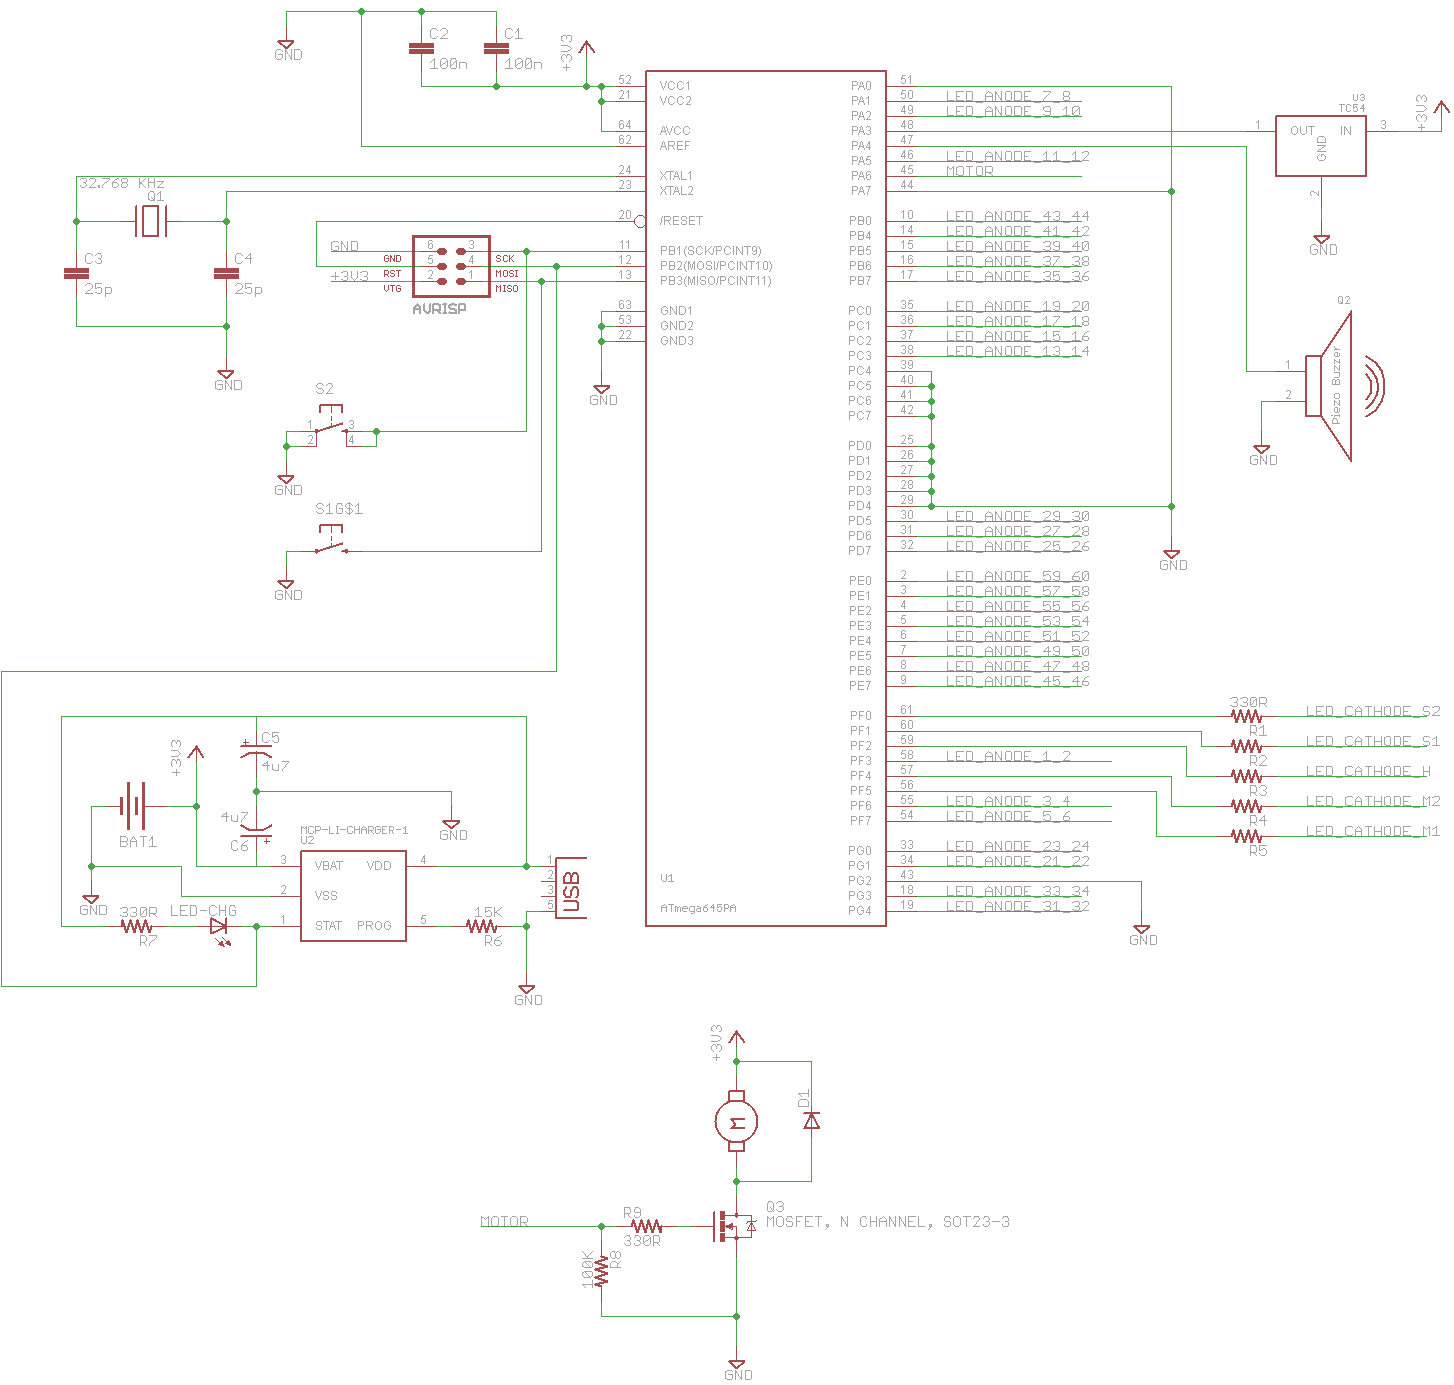 GND
C2
100n
C1
100n
+3V3
52
VCC1
21
VCC2
64
AVCC
62
AREF
24
XTAL1
23
XTAL2
20
/RESET
11
PB1(SCK/PCINT9)
12
PB2(MOSI/PCINT10)
13
PB3(MISO/PCINT11)
63
GND1
53
GND2
22
GND3
GND
U1
ATmega645PA
PA0 51
PA1 50 LED_ANODE_7_8
PA2 49 LED_ANODE_9_10
PA3 48
PA4 47
PA5 46 LED_ANODE_11_12
PA6 45 MOTOR
PA7 44
PB0 10 LED_ANODE_43_44
PB4 14 LED_ANODE_41_42
PB5 15 LED_ANODE_39_40
PB6 16 LED_ANODE_37_38
PB7 17 LED_ANODE_35_36
PC0 35 LED_ANODE_19_20
PC1 36 LED_ANODE_17_18
PC2 37 LED_ANODE_15_16
PC3 38 LED_ANODE_13_14
PC4 39
PC5 40
PC6 41
PC7 42
PD0 25
PD1 26
PD2 27
PD3 28
PD4 29
PD5 30 LED_ANODE_29_30
PD6 31 LED_ANODE_27_28
PD7 32 LED_ANODE_25_26
GND
PE0 2 LED_ANODE_59_60
PE1 3 LED_ANODE_57_58
PE2 4 LED_ANODE_55_56
PE3 5 LED_ANODE_53_54
PE4 6 LED_ANODE_51_52
PE5 7 LED_ANODE_49_50
PE6 8 LED_ANODE_47_48
PE7 9 LED_ANODE_45_46
PF0 61
PF1 60
PF2 59
PF3 58 LED_ANODE_1_2
PF4 57
PF5 56
PF6 55 LED_ANODE_3_4
PF7 54 LED_ANODE_5_6
PG0 33 LED_ANODE_23_24
PG1 34 LED_ANODE_21_22
PG2 43
PG3 18 LED_ANODE_33_34
PG4 19 LED_ANODE_31_32
GND
U3
TC54
1 OUT IN 3
GND
2
+3V3
GND
Q2
Piezo Buzzer
1
2
GND
330R
R1
LED_CATHODE_S2
R2
LED_CATHODE_S1
R3
LED_CATHODE_H
R4
LED_CATHODE_M2
R5
LED_CATHODE_M1
32.768 KHz
Q1
C3
25p
C4
25p
GND
GND 6 3
GND SCK
5 4
+3V3 RST MOSI
2 1
VTG MISO
AVRISP
S2
1 3
2 4
GND
S1G$1
GND
+3V3
C5
+
4u7
4u7
C6
+
GND
BAT1
GND
MCP-LI-CHARGER-1
U2
3 VBAT VDD 4
2 VSS
1 STAT PROG 5
330R
R7
LED-CHG
15K
R6
1
2
3
5
USB
GND
+3V3
M
D1
Q3
MOSFET, N CHANNEL, SOT23-3
MOTOR
R9
330R
100K
R8
GND